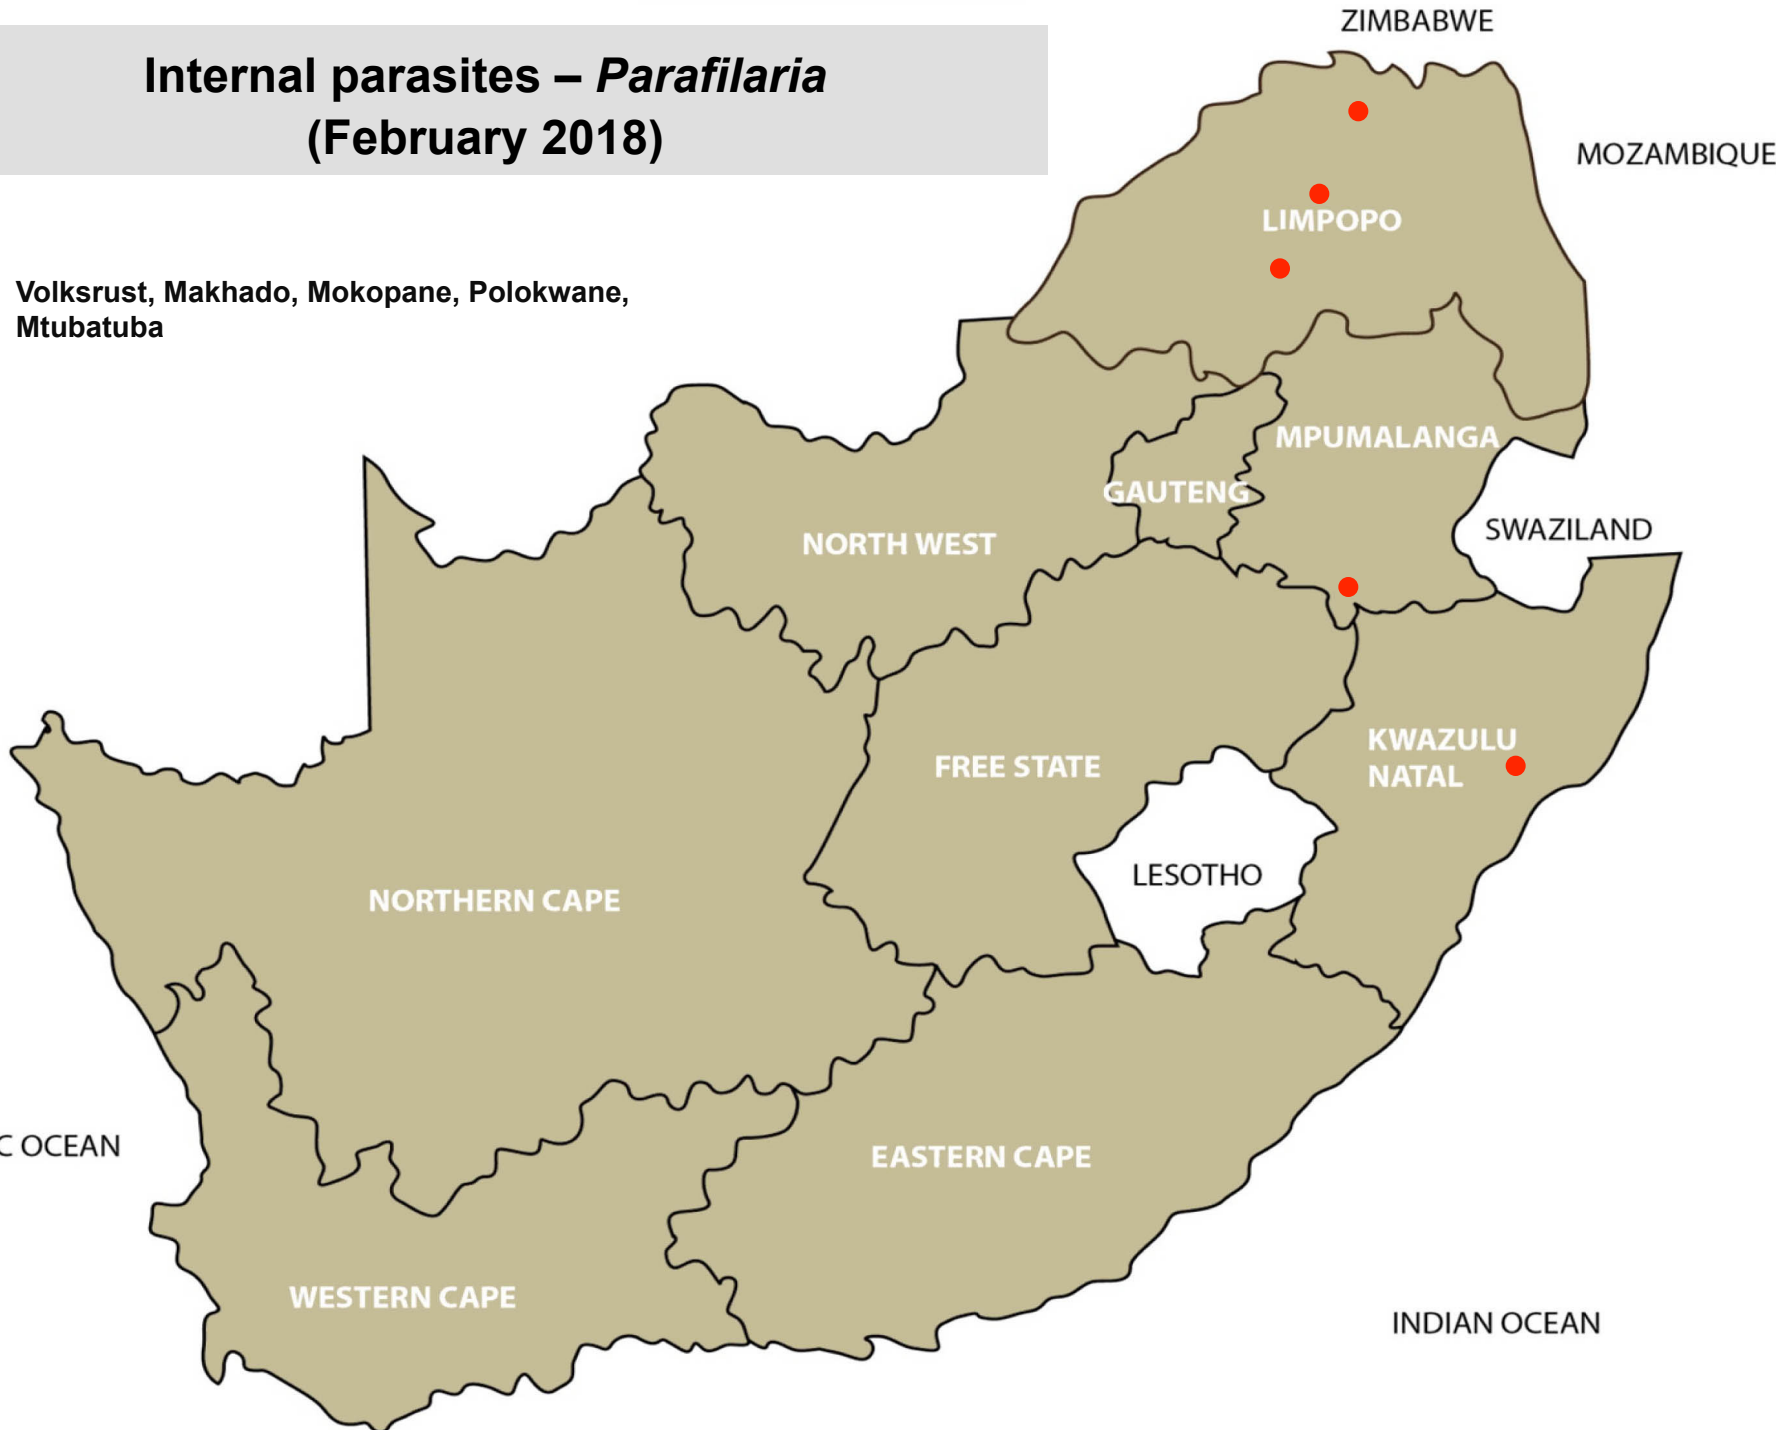 ZIMBABWE
Internal parasites – Parafilaria
(February 2018)
MOZAMBIQUE
LIMPOPO
Volksrust, Makhado, Mokopane, Polokwane,
Mtubatuba
MPUMALANGA
GAUTENG
SWAZILAND
NORTH WEST
KWAZULU
NATAL
FREE STATE
LESOTHO
NORTHERN CAPE
C OCEAN
EASTERN CAPE
WESTERN CAPE
INDIAN OCEAN